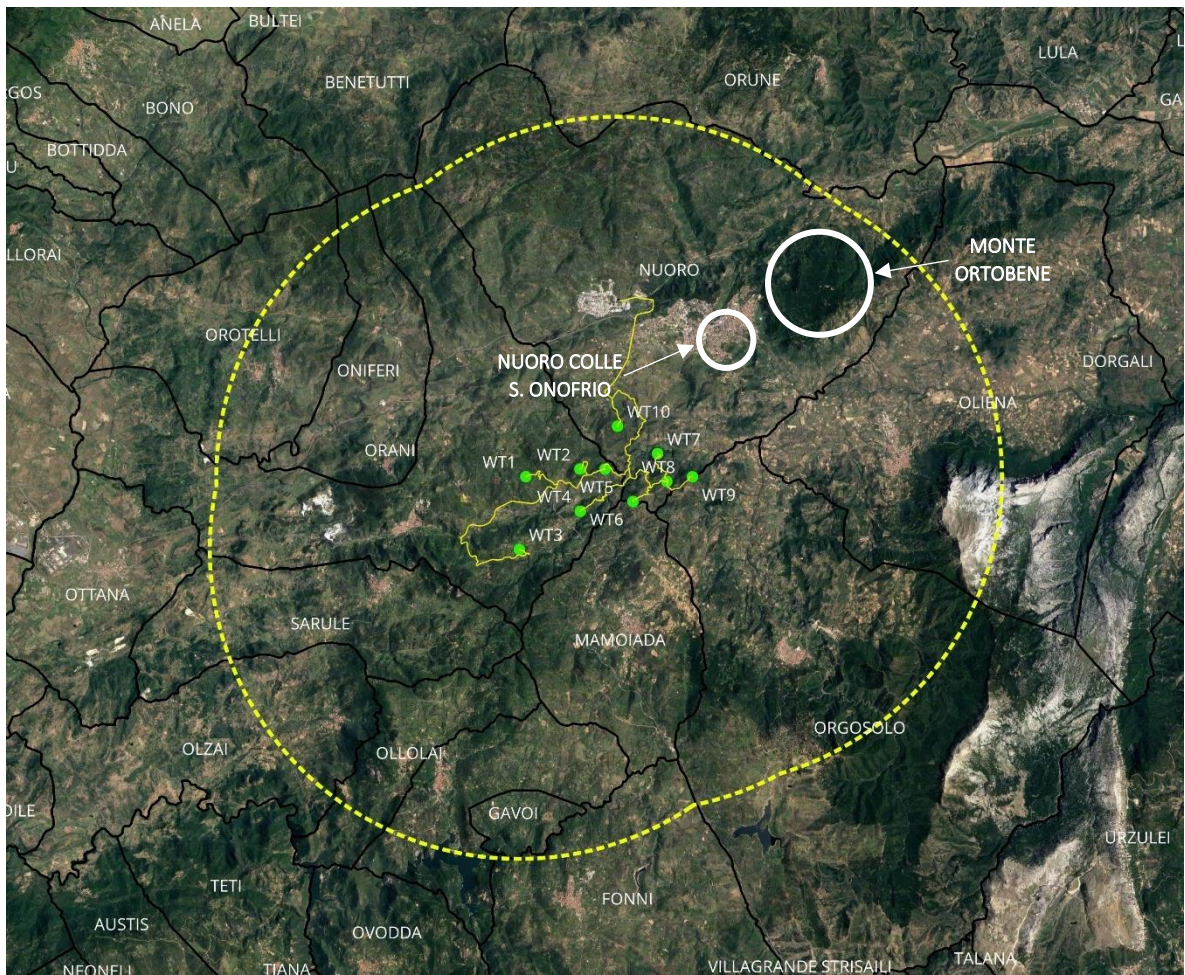 ANELA
BULTEI
LULA
BENETUTTI
ORUNE
GOS
BONO
GA
BOTTIDDA
U
LLORAI
MONTE
ORTOBENE
NUORO
OROTELLI
ONIFERI
NUORO COLLE
S. ONOFRIO
DORGALI
OLIENA
ORANI
WT10
WT1
WT2
WT7
WT8
WT4
WT5
WT9
WT6
WT3
OTTANA
SARULE
MAMOIADA
ORGOSOLO
OLZAI
OLLOLAI
GAVOI
OILE
URZULEI
TETI
FONNI
AUSTIS
OVODDA
NEONELI
TIANA
VILLAGRANDE STRISAILI
TALANA